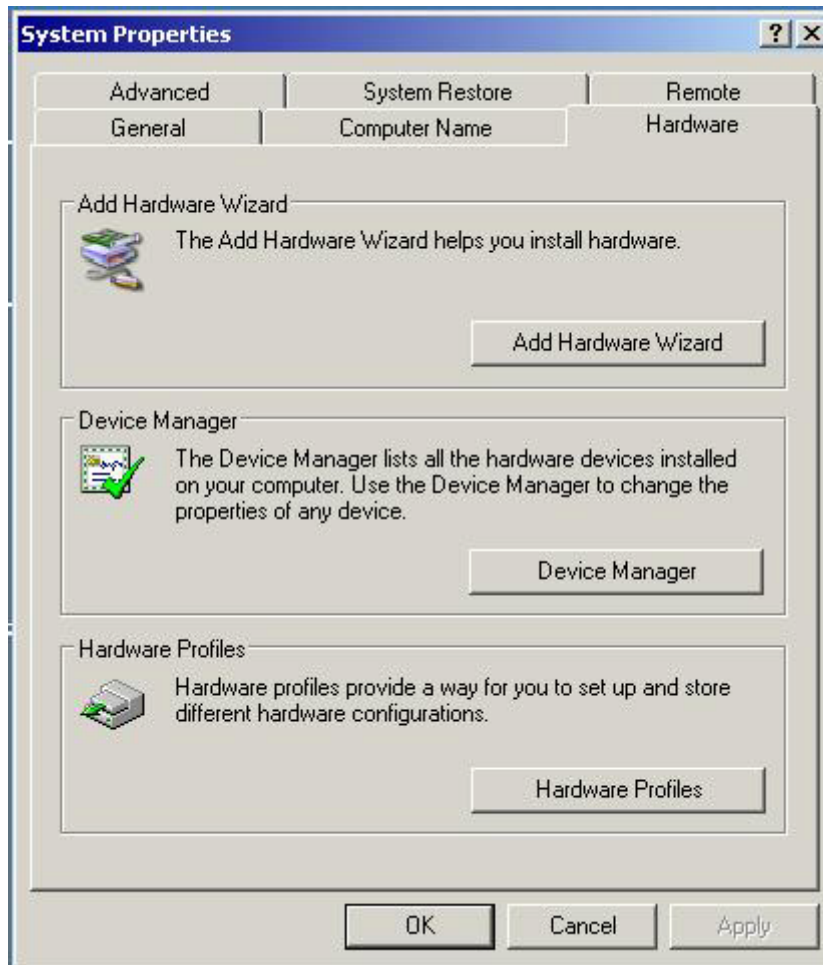 System Properties
Advanced
System Restore
Remote
General
Computer Name
Hardware
Add Hardware Wizard
The Add Hardware Wizard helps you install hardware.
Add Hardware Wizard
Device Manager
The Device Manager lists all the hardware devices installed
on your computer. Use the Device Manager to change the
properties of any device.
Device Manager
Hardware Profiles
Hardware profiles provide a way for you to set up and store
different hardware configurations.
Hardware Profiles
OK
Cancel
Apply